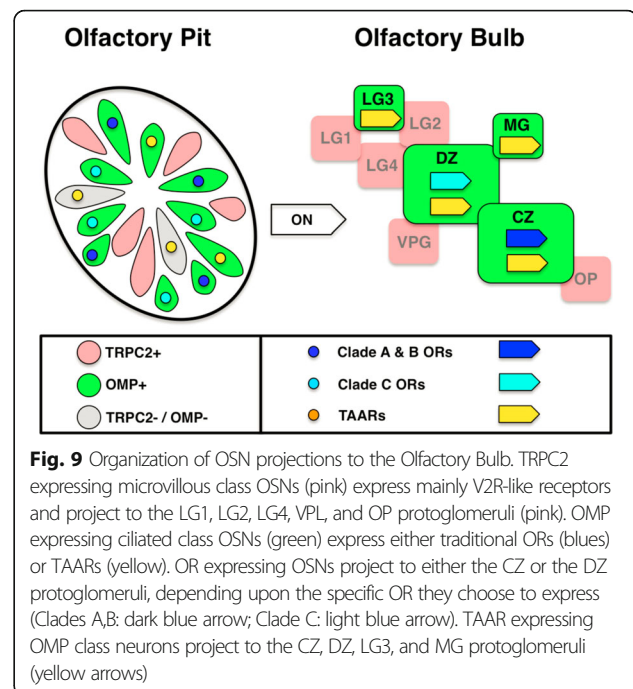 Olfactory Pit
Olfactory Bulb
LG3
LG1
LG2
MG
LG4
DZ
ON
CZ
VPG
OP
TRPC2+
Clade A & B ORs
OMP+
Clade C ORs
TRPC2- / OMP-
TAARs
Fig. 9 Organization of OSN projections to the Olfactory Bulb. TRPC2
expressing microvillous class OSNs (pink) express mainly V2R-like receptors
and project to the LG1, LG2, LG4, VPL, and OP protoglomeruli (pink). OMP
expressing ciliated class OSNs (green) express either traditional ORs (blues)
or TAARs (yellow). OR expressing OSNs project to either the CZ or the DZ
protoglomeruli, depending upon the specific OR they choose to express
(Clades A,B: dark blue arrow; Clade C: light blue arrow). TAAR expressing
OMP class neurons project to the CZ, DZ, LG3, and MG protoglomeruli
(yellow arrows)